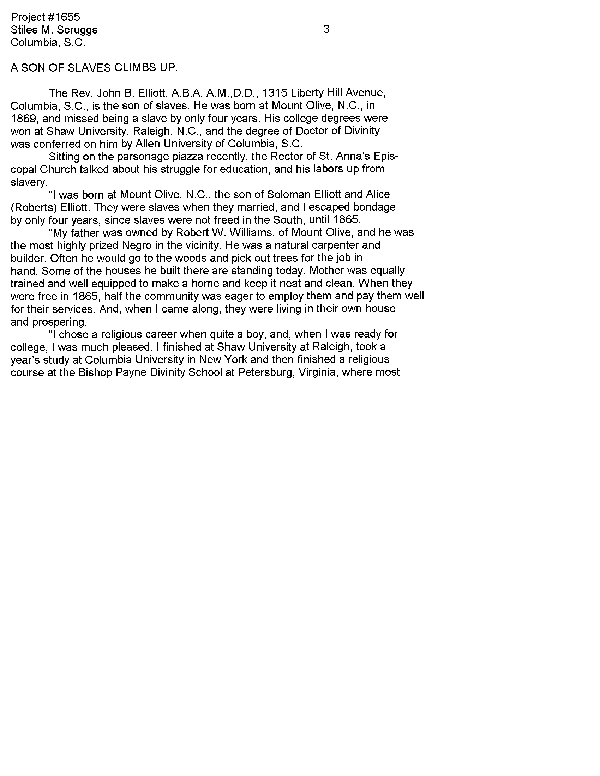 Project #1655
Stiles M. Scruggs                                                    3
Columbia, S.C.
A SON OF SLAVES CLIMBS UP.
The Rev. John B. Elliott, A.B.A. A.M.,D.D., 1315 Liberty Hill Avenue,
Columbia, S.C., is the son of slaves. He was born at Mount Olive, N.C., in
1869, and missed being a slave by only four years. His college degrees were
won at Shaw University, Raleigh, N.C., and the degree of Doctor of Divinity
was conferred on him by Allen University of Columbia, S.C.
Sitting on the parsonage piazza recently, the Rector of St. Anna's Epis-
copal Church talked about his struggle for education, and his labors up from
slavery.
"I was born at Mount Olive, N.C., the son of Soloman Elliott and Alice
(Roberts) Elliott. They were slaves when they married, and I escaped bondage
by only four years, since slaves were not freed in the South, until 1865.
"My father was owned by Robert W. Williams, of Mount Olive, and he was
the most highly prized Negro in the vicinity. He was a natural carpenter and
builder. Often he would go to the woods and pick out trees for the job in
hand. Some of the houses he built there are standing today. Mother was equally
trained and well equipped to make a home and keep it neat and clean. When they
were free in 1865, half the community was eager to employ them and pay them well
for their services. And, when I came along, they were living in their own house
and prospering.
"I chose a religious career when quite a boy, and, when I was ready for
college, I was much pleased. I finished at Shaw University at Raleigh, took a
year's study at Columbia University in New York and then finished a religious
course at the Bishop Payne Divinity School at Petersburg, Virginia, where most